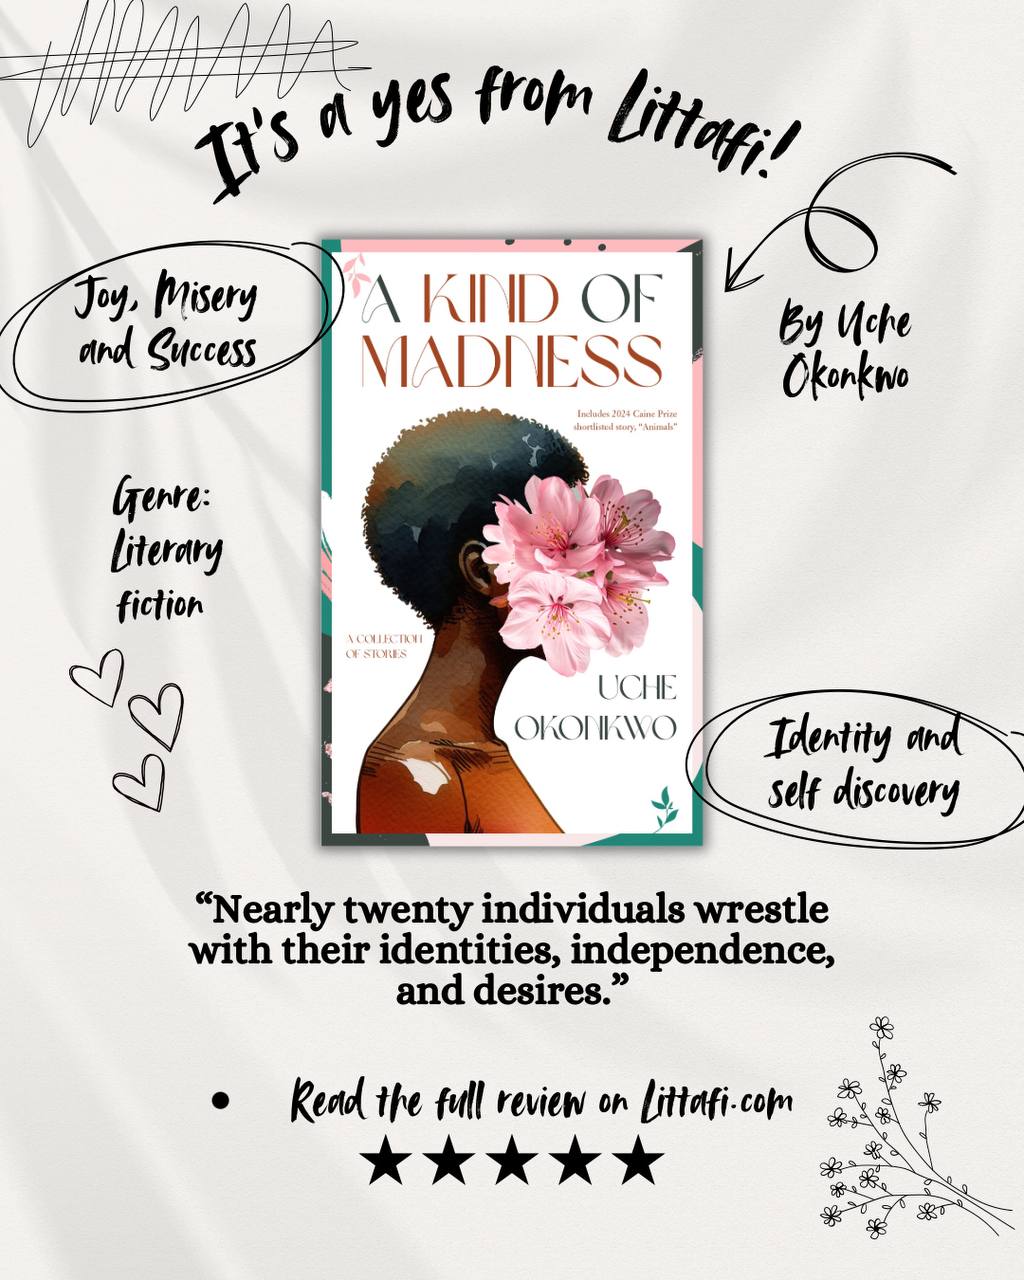 It's a yes from Littafi!
Joy, Misery
and Success
A KIND OF
MADNESS
Includes 2024 Caine Prize
shortlisted story, "Animals"
By Uche
Okonkwo
Genre:
Literary
fiction
A COLLECTION
OF STORIES
UCHE
OKONKWO
Identity and
self discovery
“Nearly twenty individuals wrestle
with their identities, independence,
and desires.”
• Read the full review on Littafi.com